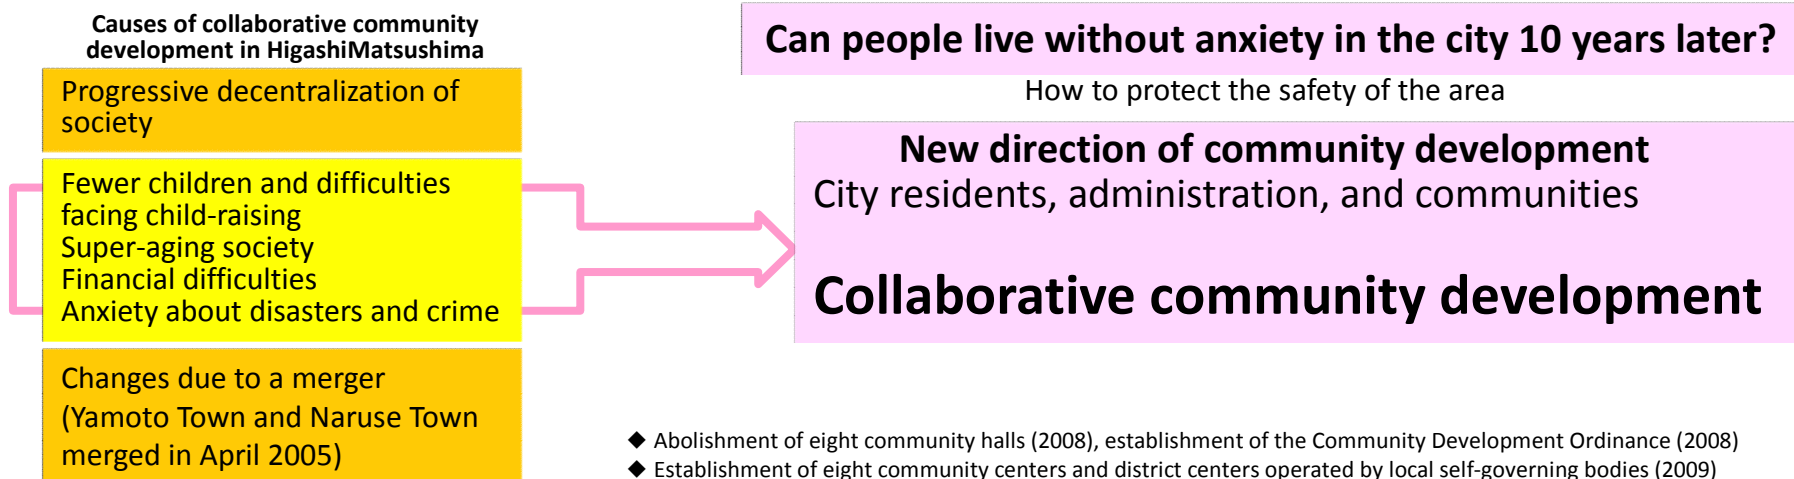 Causes of collaborative community
development in HigashiMatsushima
Progressive decentralization of
society
Fewer children and difficulties
facing child-raising
Super-aging society
Financial difficulties
Anxiety about disasters and crime
Changes due to a merger
(Yamoto Town and Naruse Town
merged in April 2005)
Can people live without anxiety in the city 10 years later?
How to protect the safety of the area
New direction of community development
City residents, administration, and communities
Collaborative community development
◆ Abolishment of eight community halls (2008), establishment of the Community Development Ordinance (2008)
◆ Establishment of eight community centers and district centers operated by local self-governing bodies (2009)